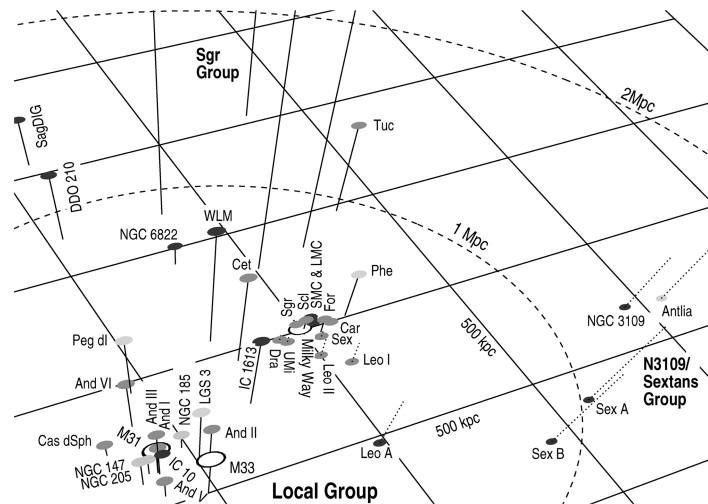 Sgr
Group
2Mpc
SagDIG
Tuc
DDO 210
WLM
NGC 6822
1 Mpc
Cet
Phe
Sgr
Scl
SMC & LMC
For
Antlia
NGC 3109
Peg dI
IC 1613
Dra
UMi
Milky Way
Car
Sex
Leo II
Leo I
500 kpc
N3109/
Sextans
Group
And VI
And III
And I
NGC 185
LGS 3
Sex A
500 kpc
Cas dSph
M31
And II
Leo A
Sex B
NGC 147
NGC 205
IC 10
M33
And V
Local Group